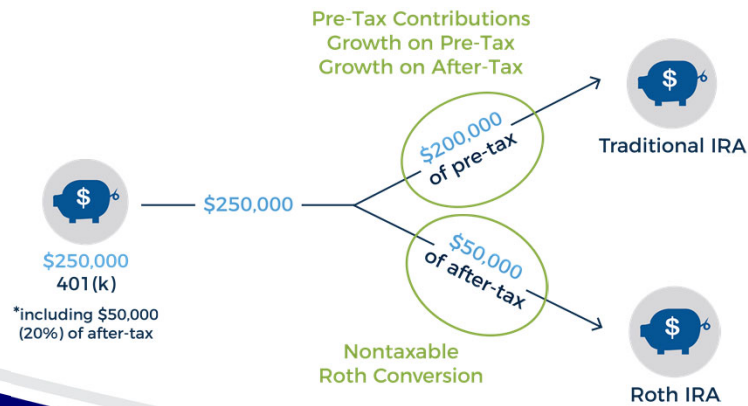 Pre-Tax Contributions
Growth on Pre-Tax
Growth on After-Tax
$
Traditional IRA
$200,000
of pre-tax
$
$250,000
$250,000
401(k)
*including $50,000
(20%) of after-tax
$50,000
of after-tax
Nontaxable
Roth Conversion
$
Roth IRA